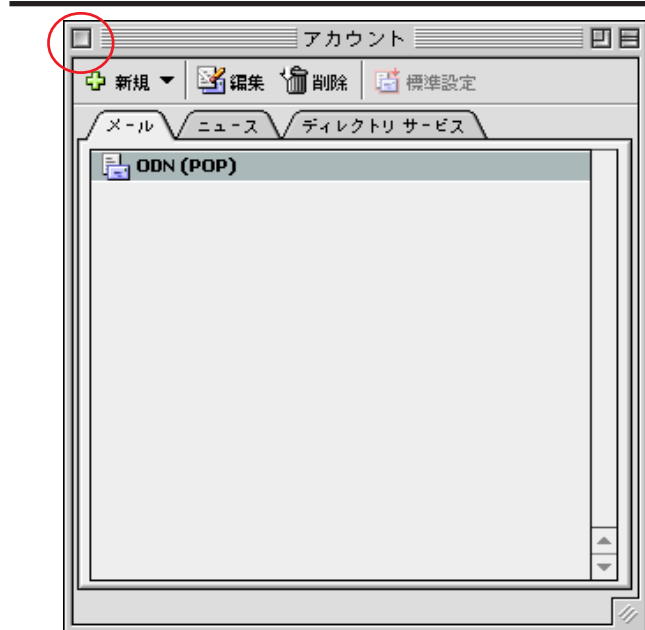 アカウント
新規 編集 削除 標準設定
メール ニュース ディレクトリ サービス
ODN (POP)